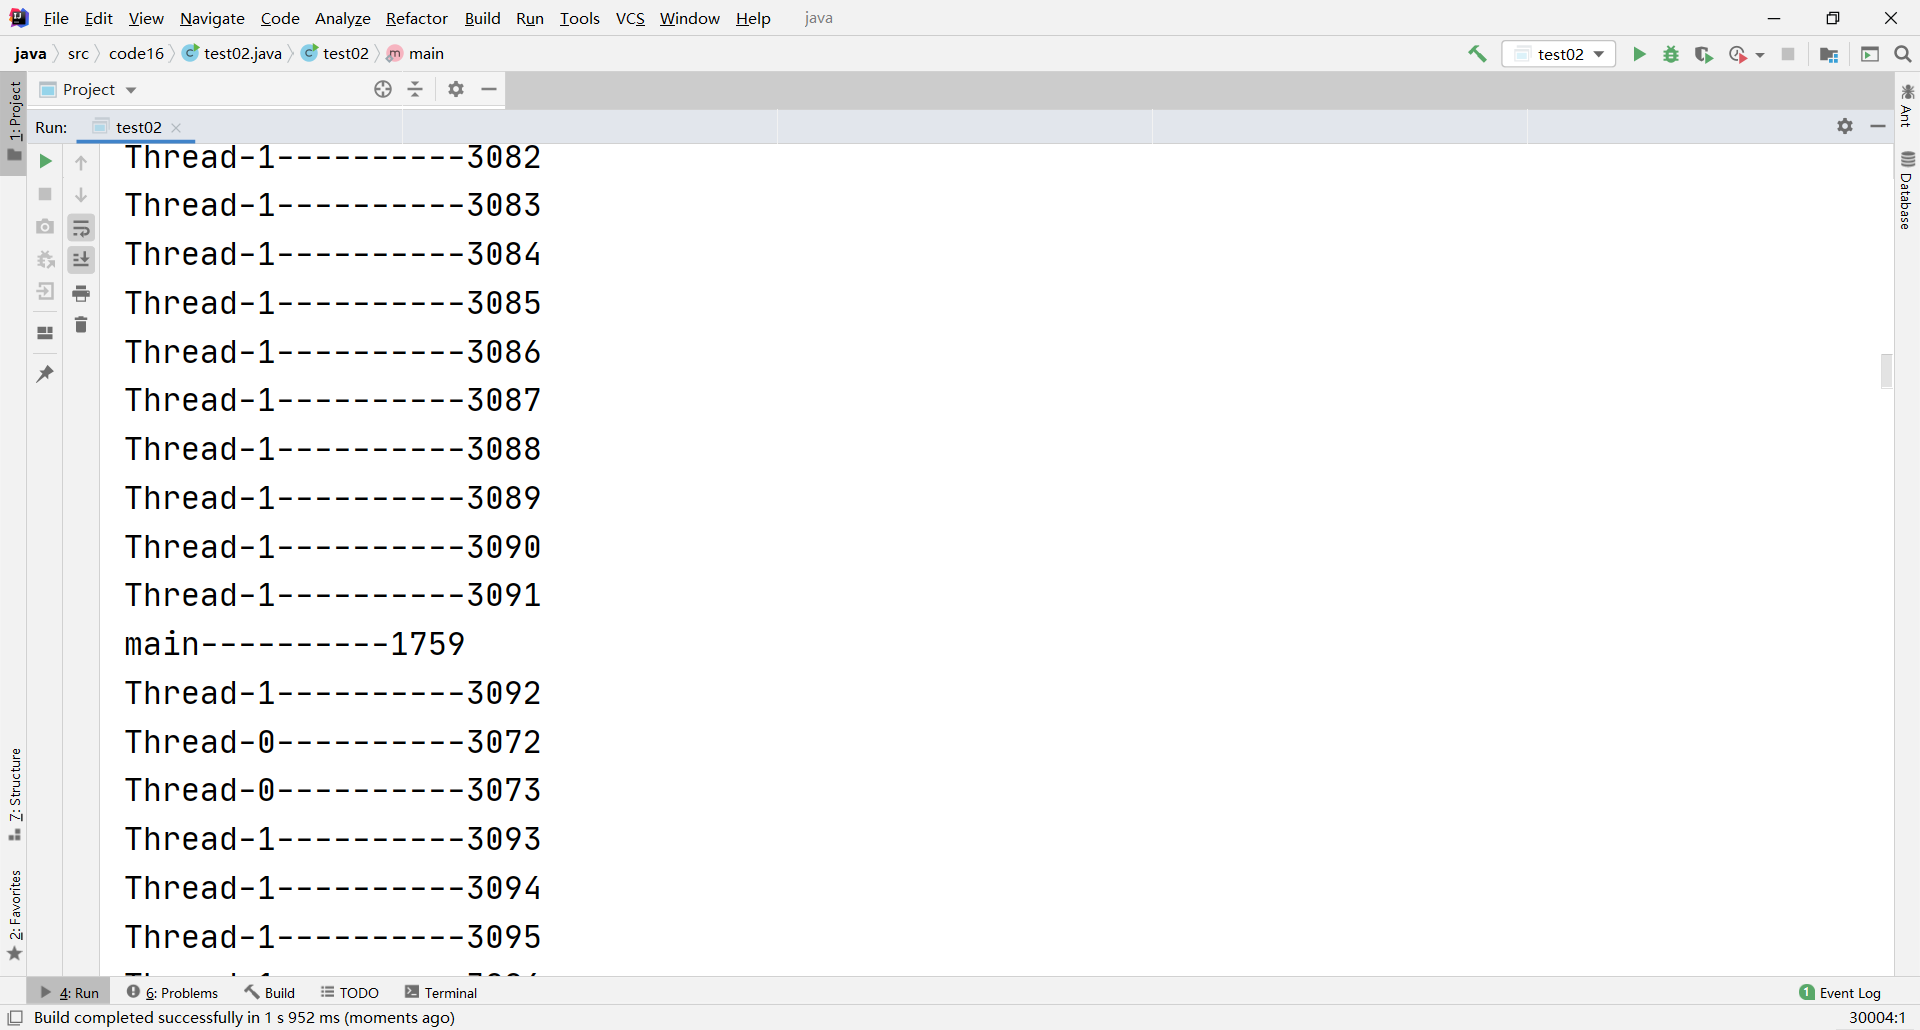 File Edit View Navigate Code Analyze Refactor Build Run Tools VCS Window Help java
java src code16 test02.java test02 main test02
1: Project
Project
Ant
Run: test02
Database
Thread-1----------3082
Thread-1----------3083
Thread-1----------3084
Thread-1----------3085
Thread-1----------3086
Thread-1----------3087
Thread-1----------3088
Thread-1----------3089
Thread-1----------3090
Thread-1----------3091
main----------1759
Thread-1----------3092
Thread-0----------3072
Thread-0----------3073
Thread-1----------3093
Thread-1----------3094
Thread-1----------3095
7: Structure
2: Favorites
4: Run 6: Problems Build TODO Terminal 1 Event Log
Build completed successfully in 1 s 952 ms (moments ago) 30004:1